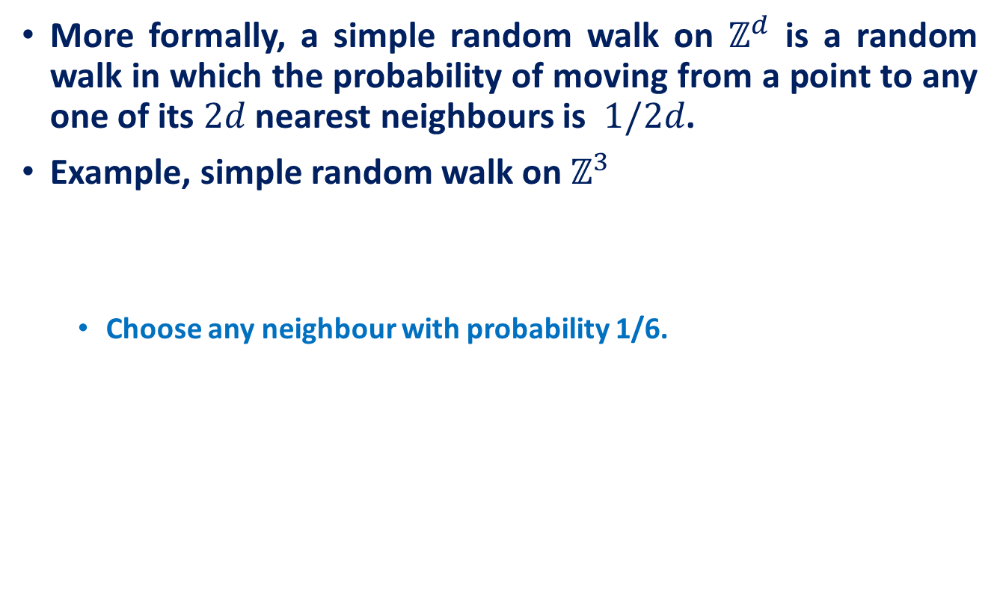 • More formally, a simple random walk on ℤ^d is a random
walk in which the probability of moving from a point to any
one of its 2d nearest neighbours is 1/2d.
• Example, simple random walk on ℤ^3
• Choose any neighbour with probability 1/6.